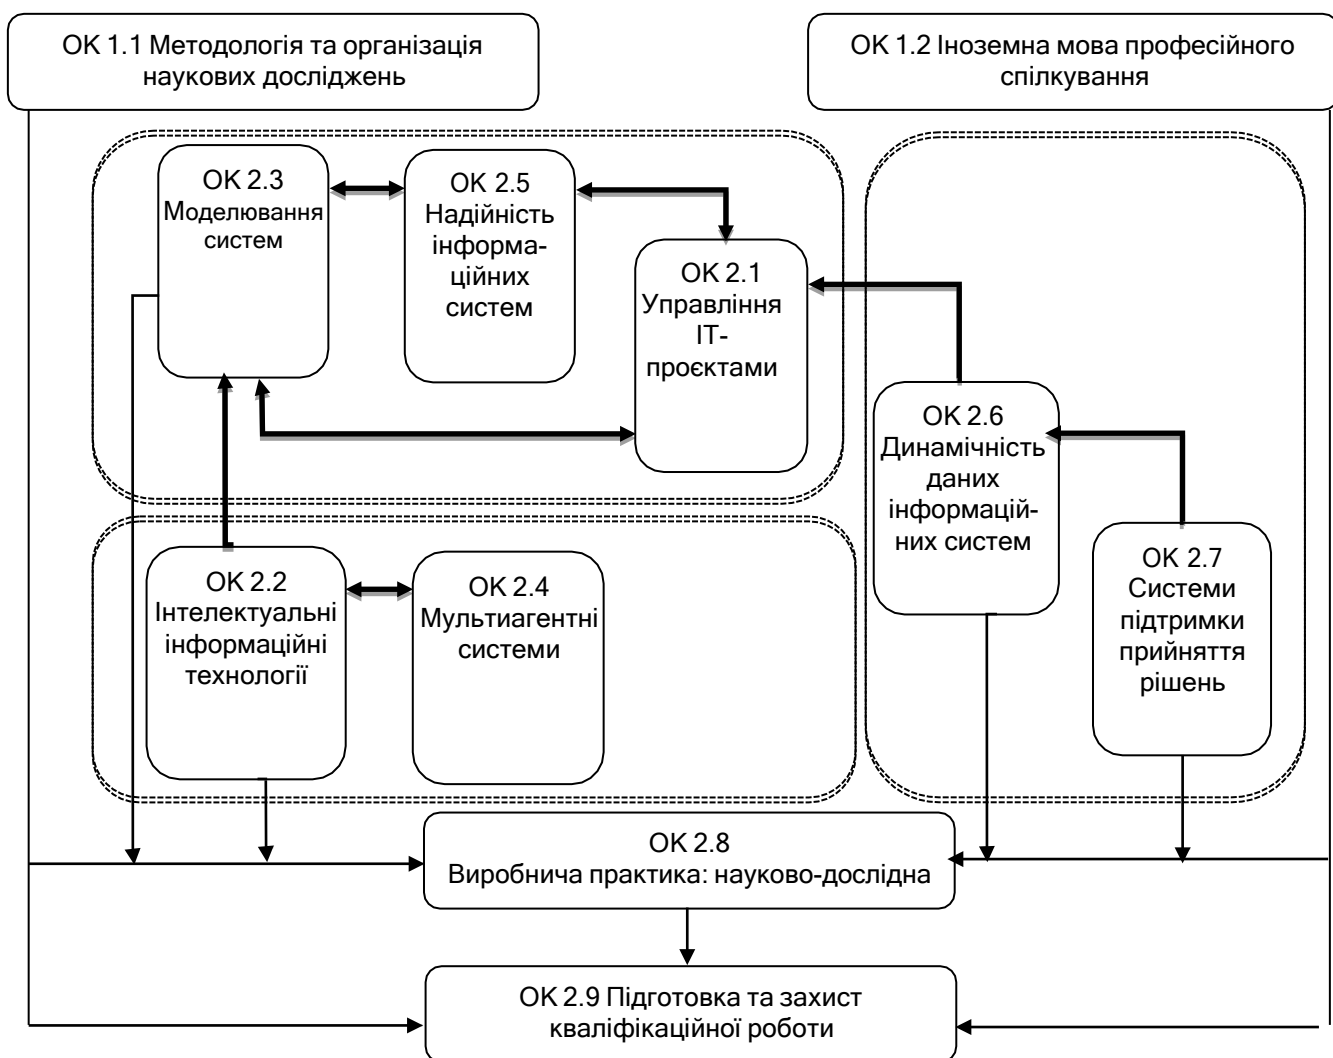 ОК 1.1 Методологія та організація
наукових досліджень
ОК 1.2 Іноземна мова професійного
спілкування
ОК 2.3
Моделювання
систем
ОК 2.5
Надійність
інформа-
ційних
систем
ОК 2.1
Управління
ІТ-
проєктами
ОК 2.6
Динамічність
даних
інформацій-
них систем
ОК 2.7
Системи
підтримки
прийняття
рішень
ОК 2.2
Інтелектуальні
інформаційні
технології
ОК 2.4
Мультиагентні
системи
ОК 2.8
Виробнича практика: науково-дослідна
ОК 2.9 Підготовка та захист
кваліфікаційної роботи